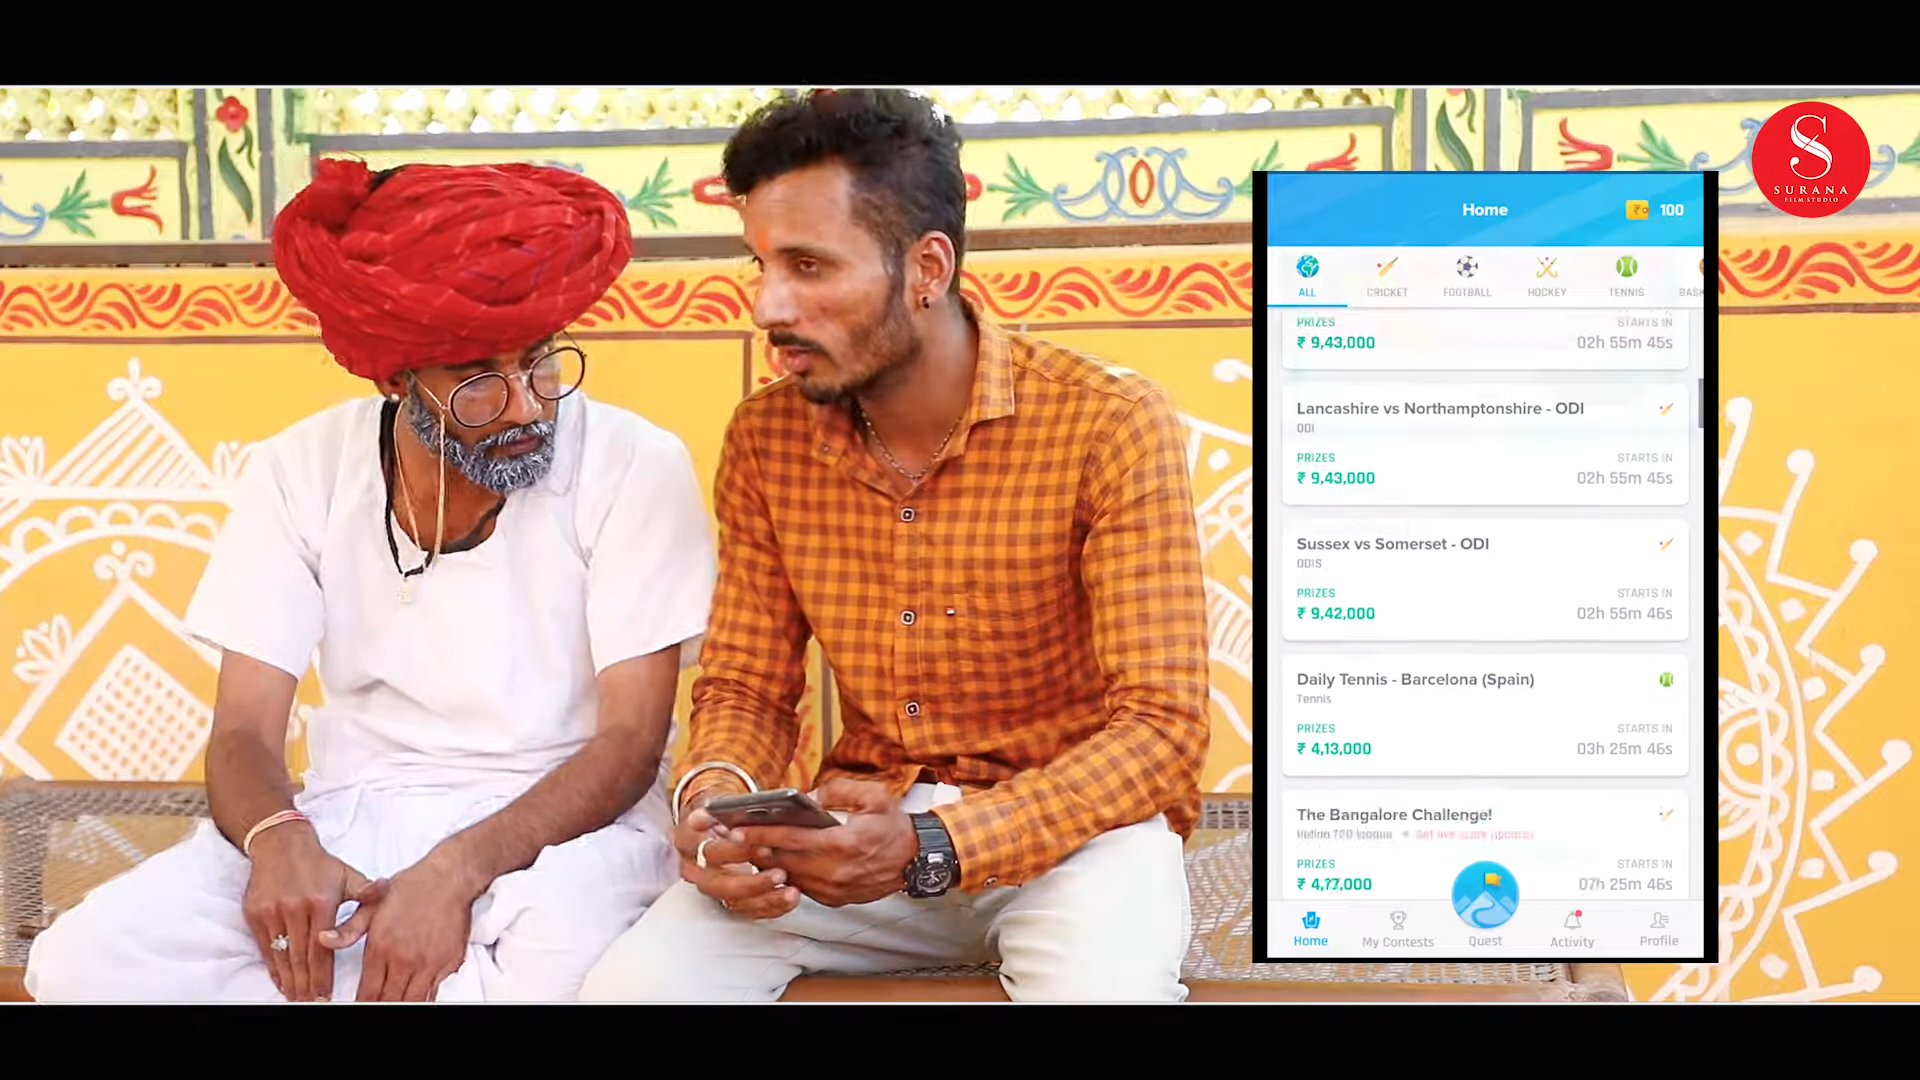 SURANA
FILM STUDIO
Home
100
ALL
CRICKET
FOOTBALL
HOCKEY
TENNIS
BASK
PRIZES
STARTS IN
₹ 9,43,000
02h 55m 45s
Lancashire vs Northamptonshire - ODI
ODI
PRIZES
STARTS IN
₹ 9,43,000
02h 55m 45s
Sussex vs Somerset - ODI
ODIS
PRIZES
STARTS IN
₹ 9,42,000
02h 55m 46s
Daily Tennis - Barcelona (Spain)
Tennis
PRIZES
STARTS IN
₹ 4,13,000
03h 25m 46s
The Bangalore Challenge!
PRIZES
STARTS IN
07h 25m 46s
Home
My Contests
Quest
Activity
Profile